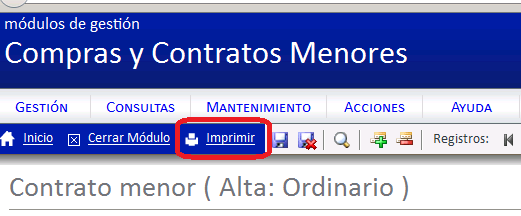 módulos de gestión
Compras y Contratos Menores
GESTIÓN CONSULTAS MANTENIMIENTO ACCIONES AYUDA
Inicio Cerrar Módulo Imprimir Registros:
Contrato menor ( Alta: Ordinario )